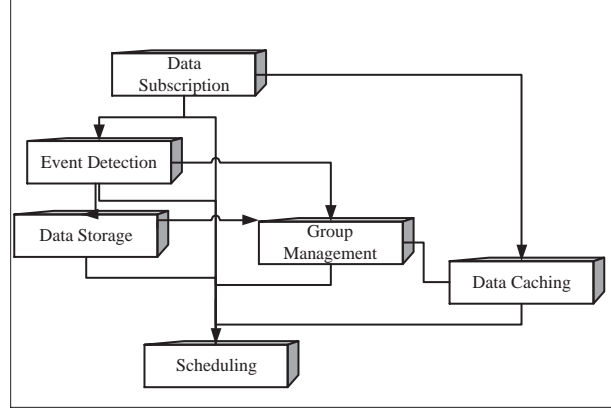 Data
Subscription
Event Detection
Data Storage
Group
Management
Data Caching
Scheduling